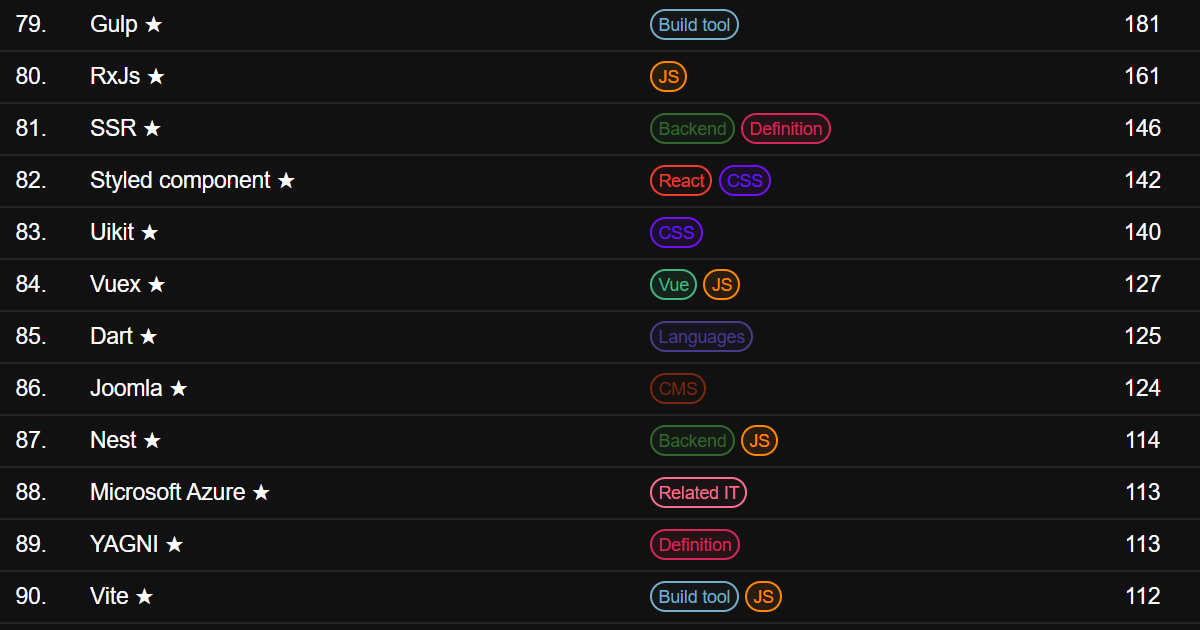 79. Gulp ★ Build tool 181
80. RxJs ★ JS 161
81. SSR ★ Backend Definition 146
82. Styled component ★ React CSS 142
83. Uikit ★ CSS 140
84. Vuex ★ Vue JS 127
85. Dart ★ Languages 125
86. Joomla ★ CMS 124
87. Nest ★ Backend JS 114
88. Microsoft Azure ★ Related IT 113
89. YAGNI ★ Definition 113
90. Vite ★ Build tool JS 112